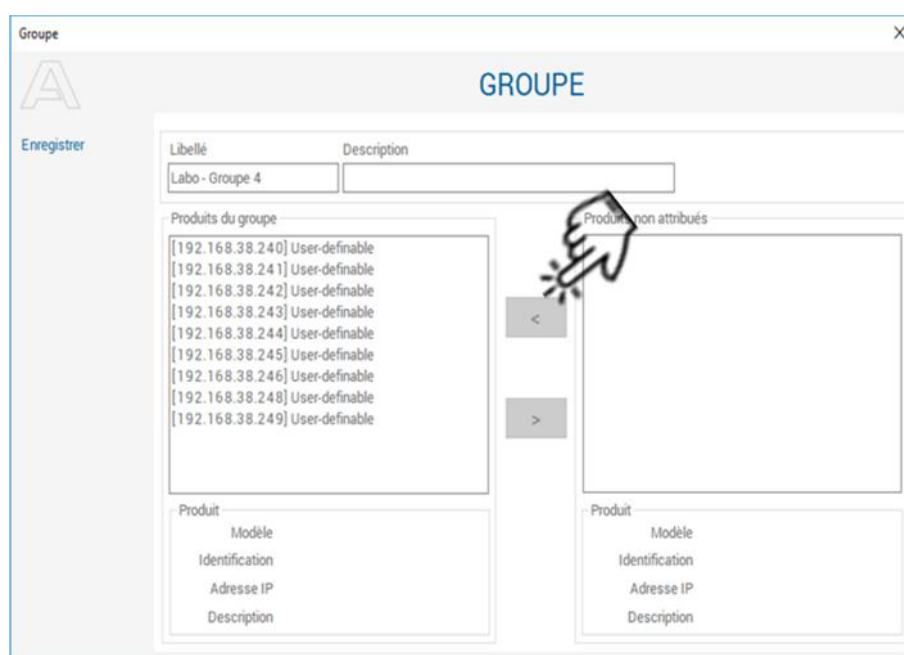 Groupe
GROUPE
Enregistrer
Libellé
Description
Labo - Groupe 4
Produits du groupe
[192.168.38.240] User-definable
[192.168.38.241] User-definable
[192.168.38.242] User-definable
[192.168.38.243] User-definable
[192.168.38.244] User-definable
[192.168.38.245] User-definable
[192.168.38.246] User-definable
[192.168.38.248] User-definable
[192.168.38.249] User-definable
<
>
Produits non attribués
Produit
Modèle
Identification
Adresse IP
Description
Produit
Modèle
Identification
Adresse IP
Description